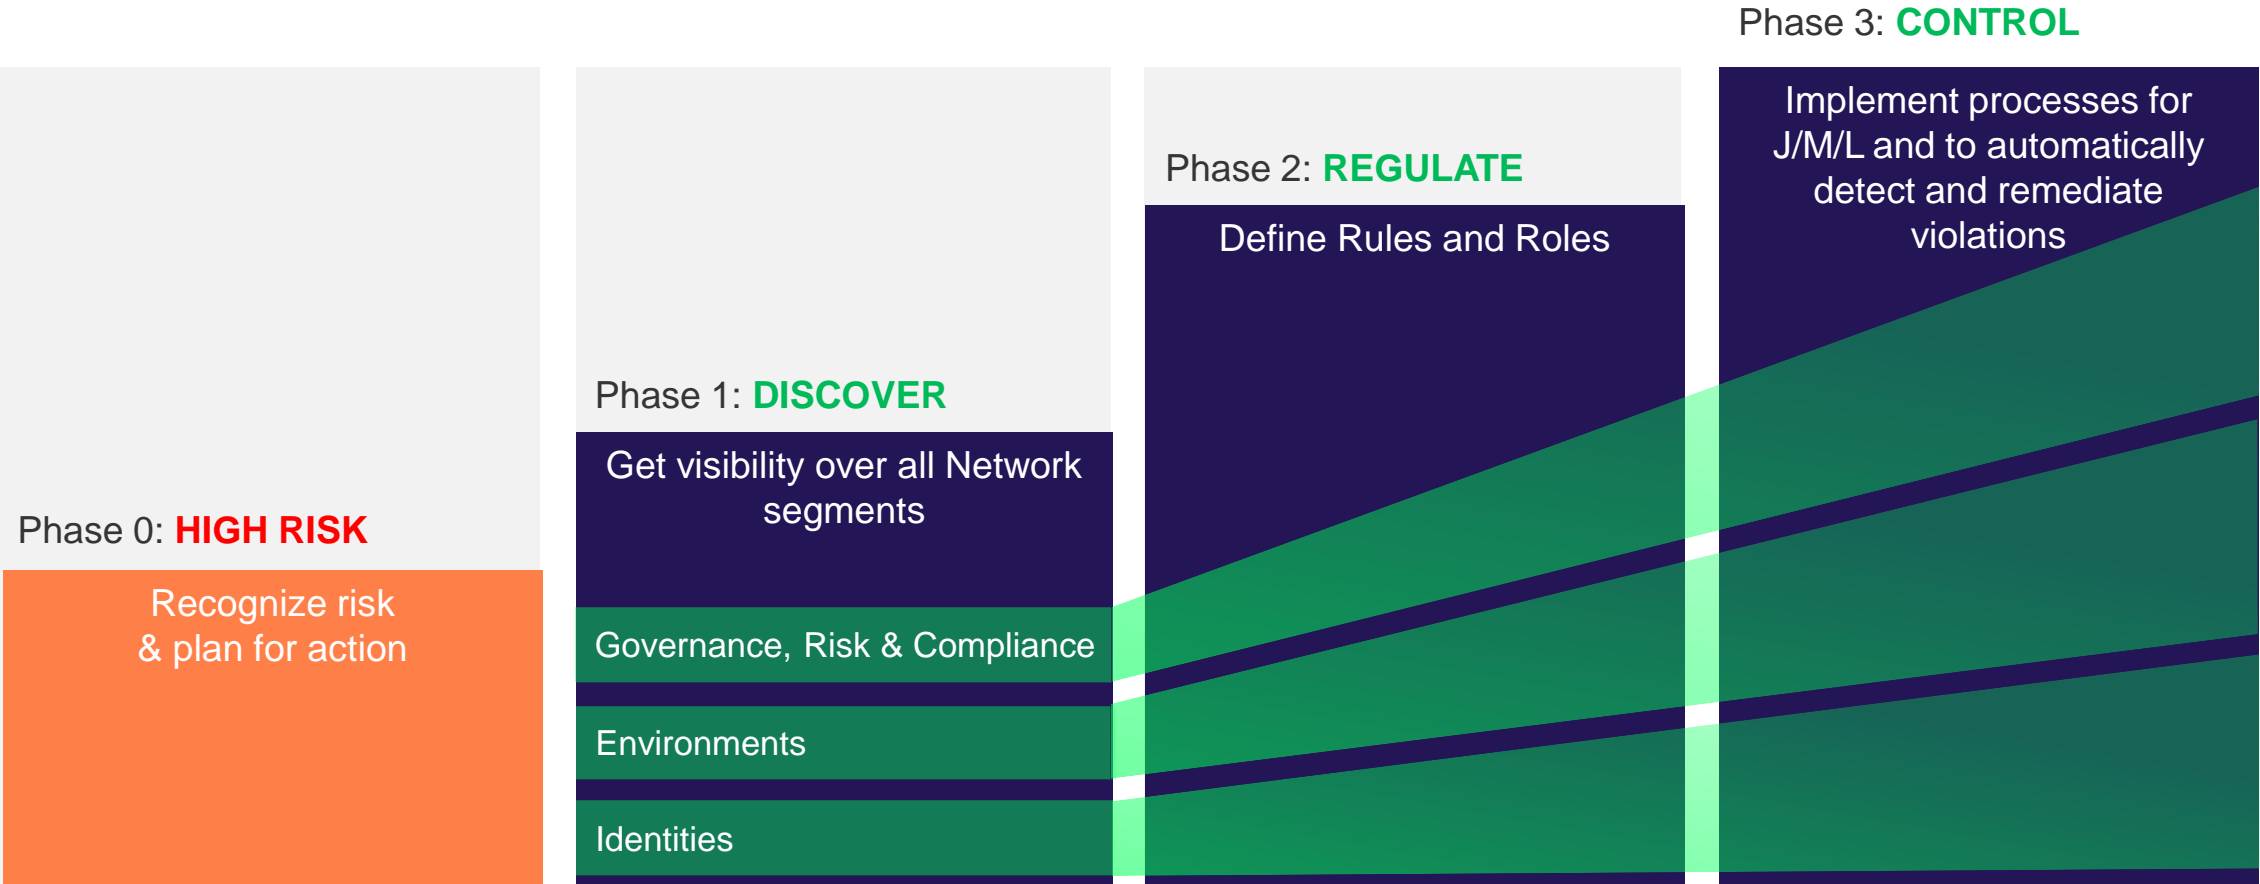 Phase 0: HIGH RISK
Recognize risk
& plan for action
Phase 1: DISCOVER
Get visibility over all Network
segments
Governance, Risk & Compliance
Environments
Identities
Phase 2: REGULATE
Define Rules and Roles
Phase 3: CONTROL
Implement processes for
J/M/L and to automatically
detect and remediate
violations